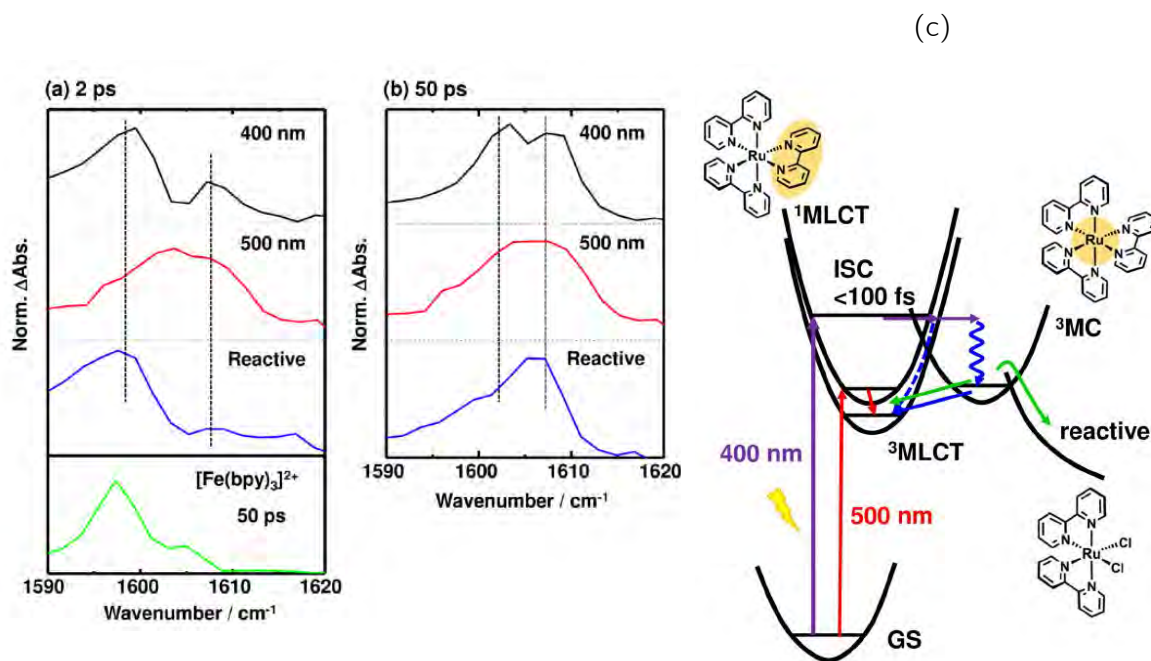 (c)
(a) 2 ps
400 nm
500 nm
Reactive
[Fe(bpy)₃]²⁺
50 ps
1590 1600 1610 1620
Wavenumber / cm⁻¹
Norm. ΔAbs.
(b) 50 ps
400 nm
500 nm
Reactive
1590 1600 1610 1620
Wavenumber / cm⁻¹
Norm. ΔAbs.
N N
N Ru N
N N
¹MLCT
N N
N Ru N
N N
³MC
ISC
<100 fs
reactive
³MLCT
400 nm
500 nm
GS
N
N Ru Cl
N Cl
N